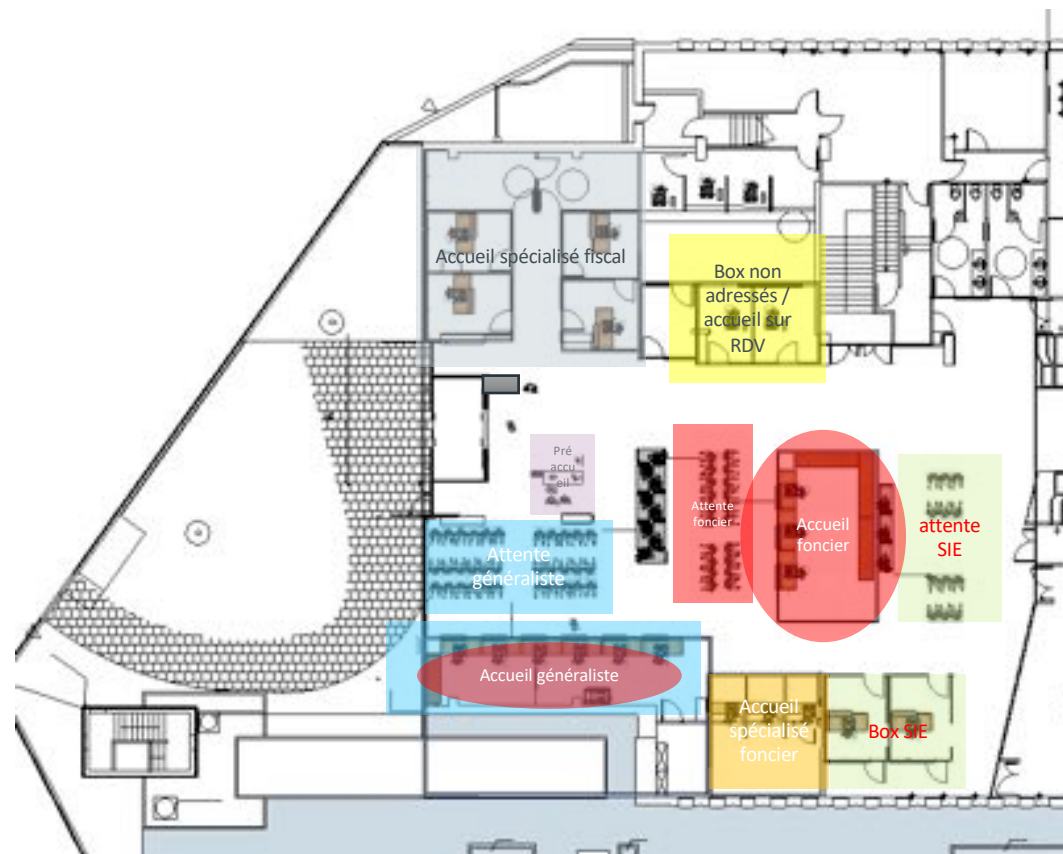 Accueil spécialisé fiscal
Box non
adressés /
accueil sur
RDV
Pré
accu
eil
Attente
foncier
Accueil
foncier
attente
SIE
Attente
généraliste
Accueil généraliste
Accueil
spécialisé
foncier
Box SIE